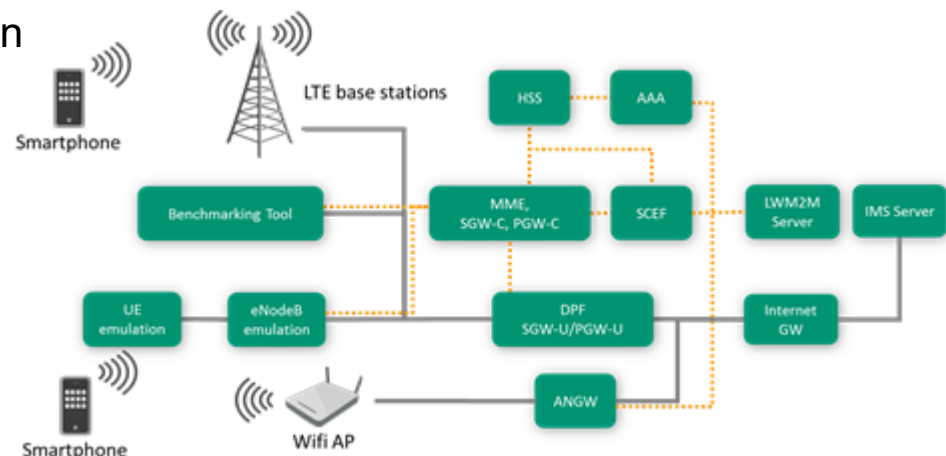 n
LTE base stations
Smartphone
HSS
AAA
Benchmarking Tool
MME,
SGW-C, PGW-C
SCEF
LWM2M
Server
IMS Server
UE
emulation
eNodeB
emulation
DPF
SGW-U/PGW-U
Internet
GW
ANGW
Wifi AP
Smartphone